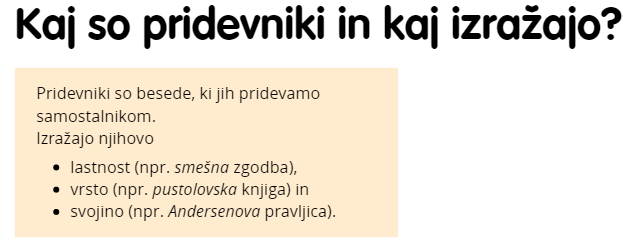 Kaj so pridevniki in kaj izražajo?
Pridevniki so besede, ki jih pridevamo
samostalnikom.
Izražajo njihovo
• lastnost (npr. smešna zgodba),
• vrsto (npr. pustolovska knjiga) in
• svojino (npr. Andersenova pravljica).